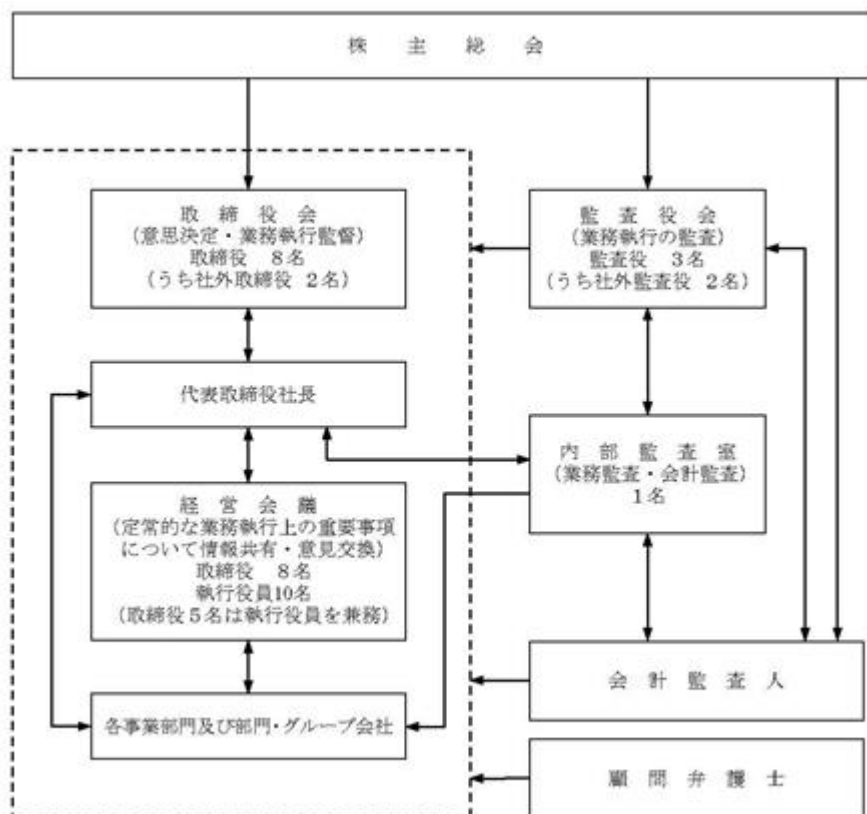 株主総会
取締役会
(意思決定・業務執行監督)
取締役 8名
(うち社外取締役 2名)
監査役会
(業務執行の監査)
監査役 3名
(うち社外監査役 2名)
代表取締役社長
内部監査室
(業務監査・会計監査)
1名
経営会議
(定常的な業務執行上の重要事項
について情報共有・意見交換)
取締役 8名
執行役員10名
(取締役5名は執行役員を兼務)
会計監査人
各事業部門及び部門・グループ会社
顧問弁護士